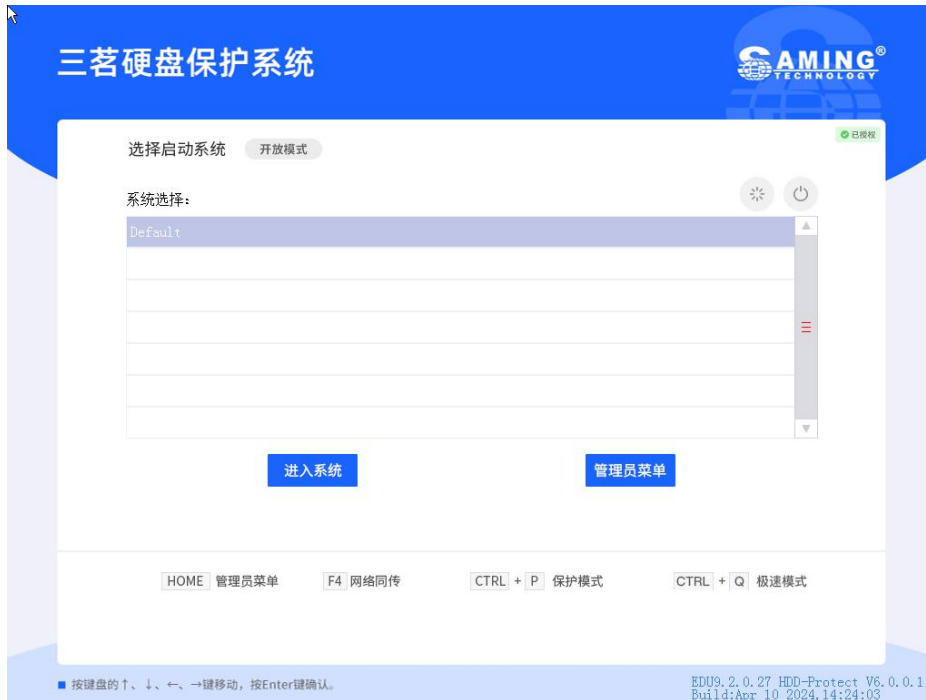 三茗硬盘保护系统
SAMING®
TECHNOLOGY
已授权
选择启动系统 开放模式
系统选择：
Default
进入系统 管理员菜单
HOME 管理员菜单 F4 网络同传 CTRL + P 保护模式 CTRL + Q 极速模式
按键盘的↑、↓、←、→键移动，按Enter键确认。
EDU9.2.0.27 HDD-Protect V6.0.0.1
Build:Apr 10 2024,14:24:03